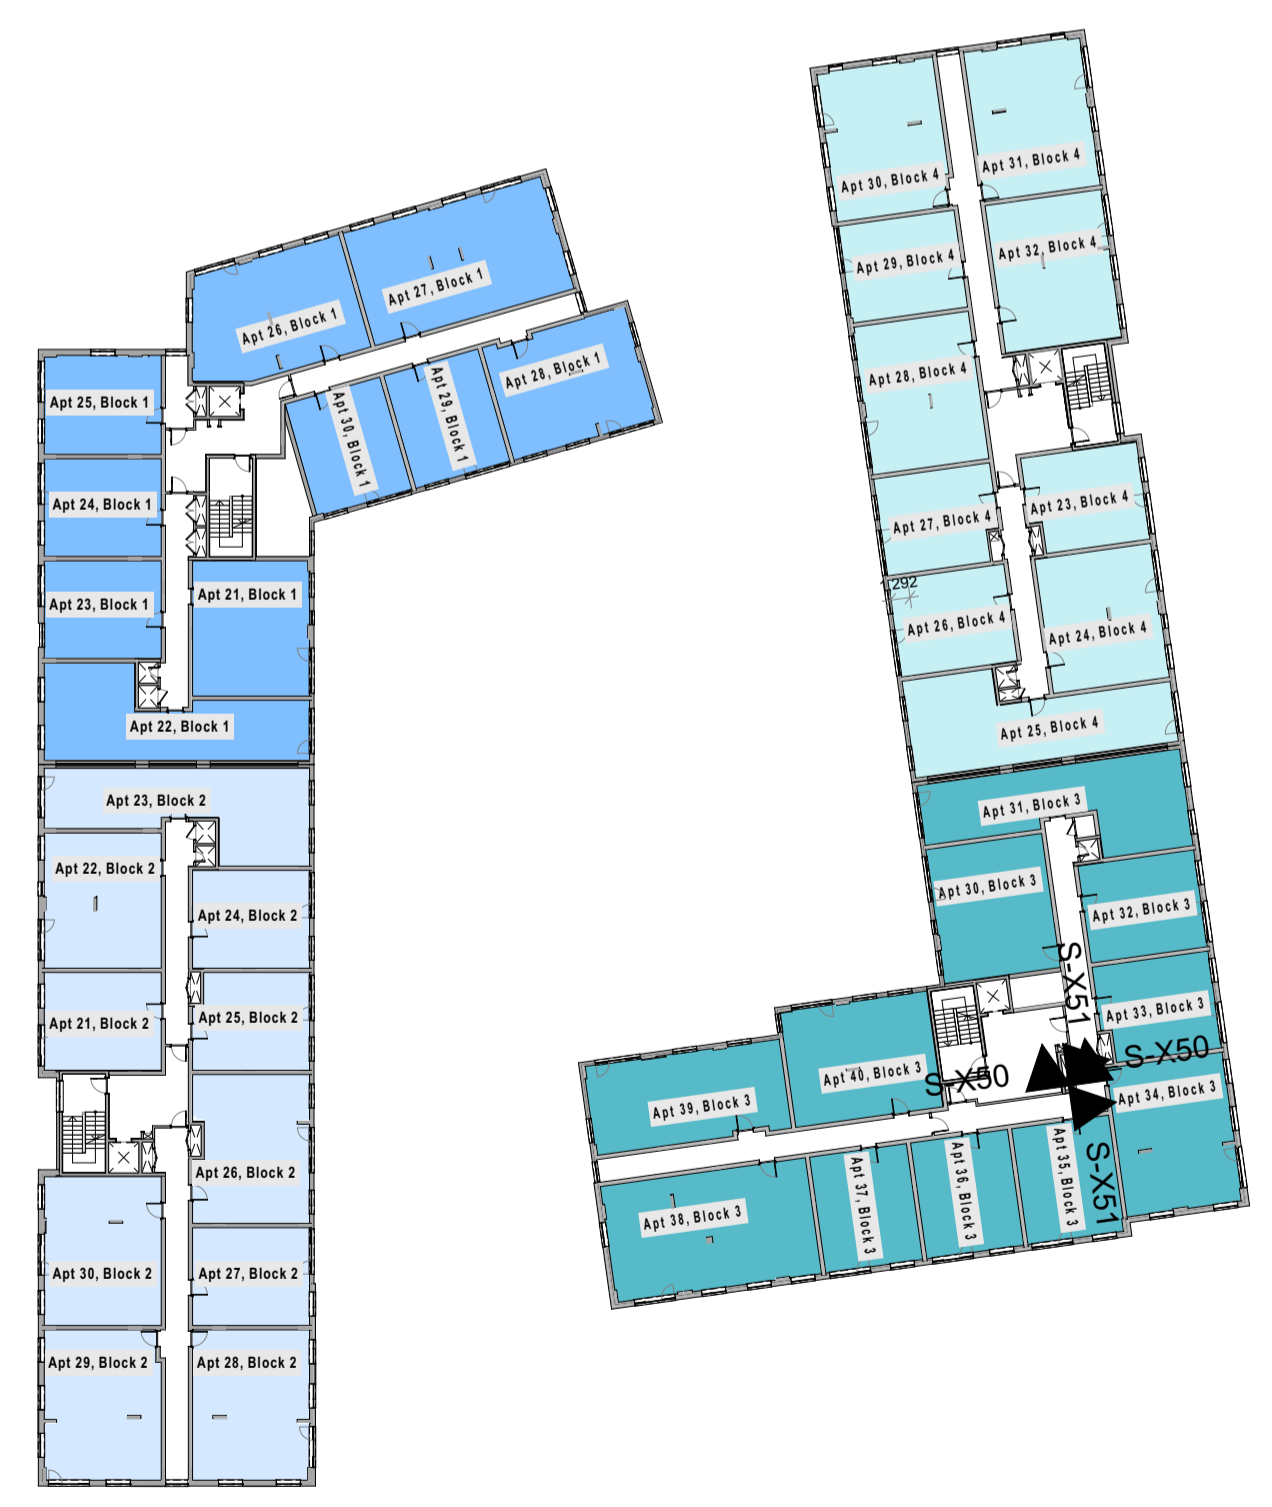 Apt 27, Block 1
Apt 26, Block 1
Apt 28, Block 1
Apt 29, Block 1
Apt 30, Block 1
Apt 25, Block 1
Apt 24, Block 1
Apt 23, Block 1
Apt 21, Block 1
Apt 22, Block 1
Apt 23, Block 2
Apt 22, Block 2
Apt 24, Block 2
Apt 21, Block 2
Apt 25, Block 2
Apt 26, Block 2
Apt 30, Block 2
Apt 27, Block 2
Apt 29, Block 2
Apt 28, Block 2
Apt 31, Block 4
Apt 30, Block 4
Apt 32, Block 4
Apt 29, Block 4
Apt 28, Block 4
Apt 23, Block 4
Apt 27, Block 4
Apt 26, Block 4
Apt 24, Block 4
Apt 25, Block 4
Apt 31, Block 3
Apt 30, Block 3
Apt 32, Block 3
S-X51
Apt 33, Block 3
S-X50
S-X50
Apt 40, Block 3
Apt 34, Block 3
Apt 39, Block 3
Apt 35, Block 3
S-X51
Apt 36, Block 3
Apt 37, Block 3
Apt 38, Block 3